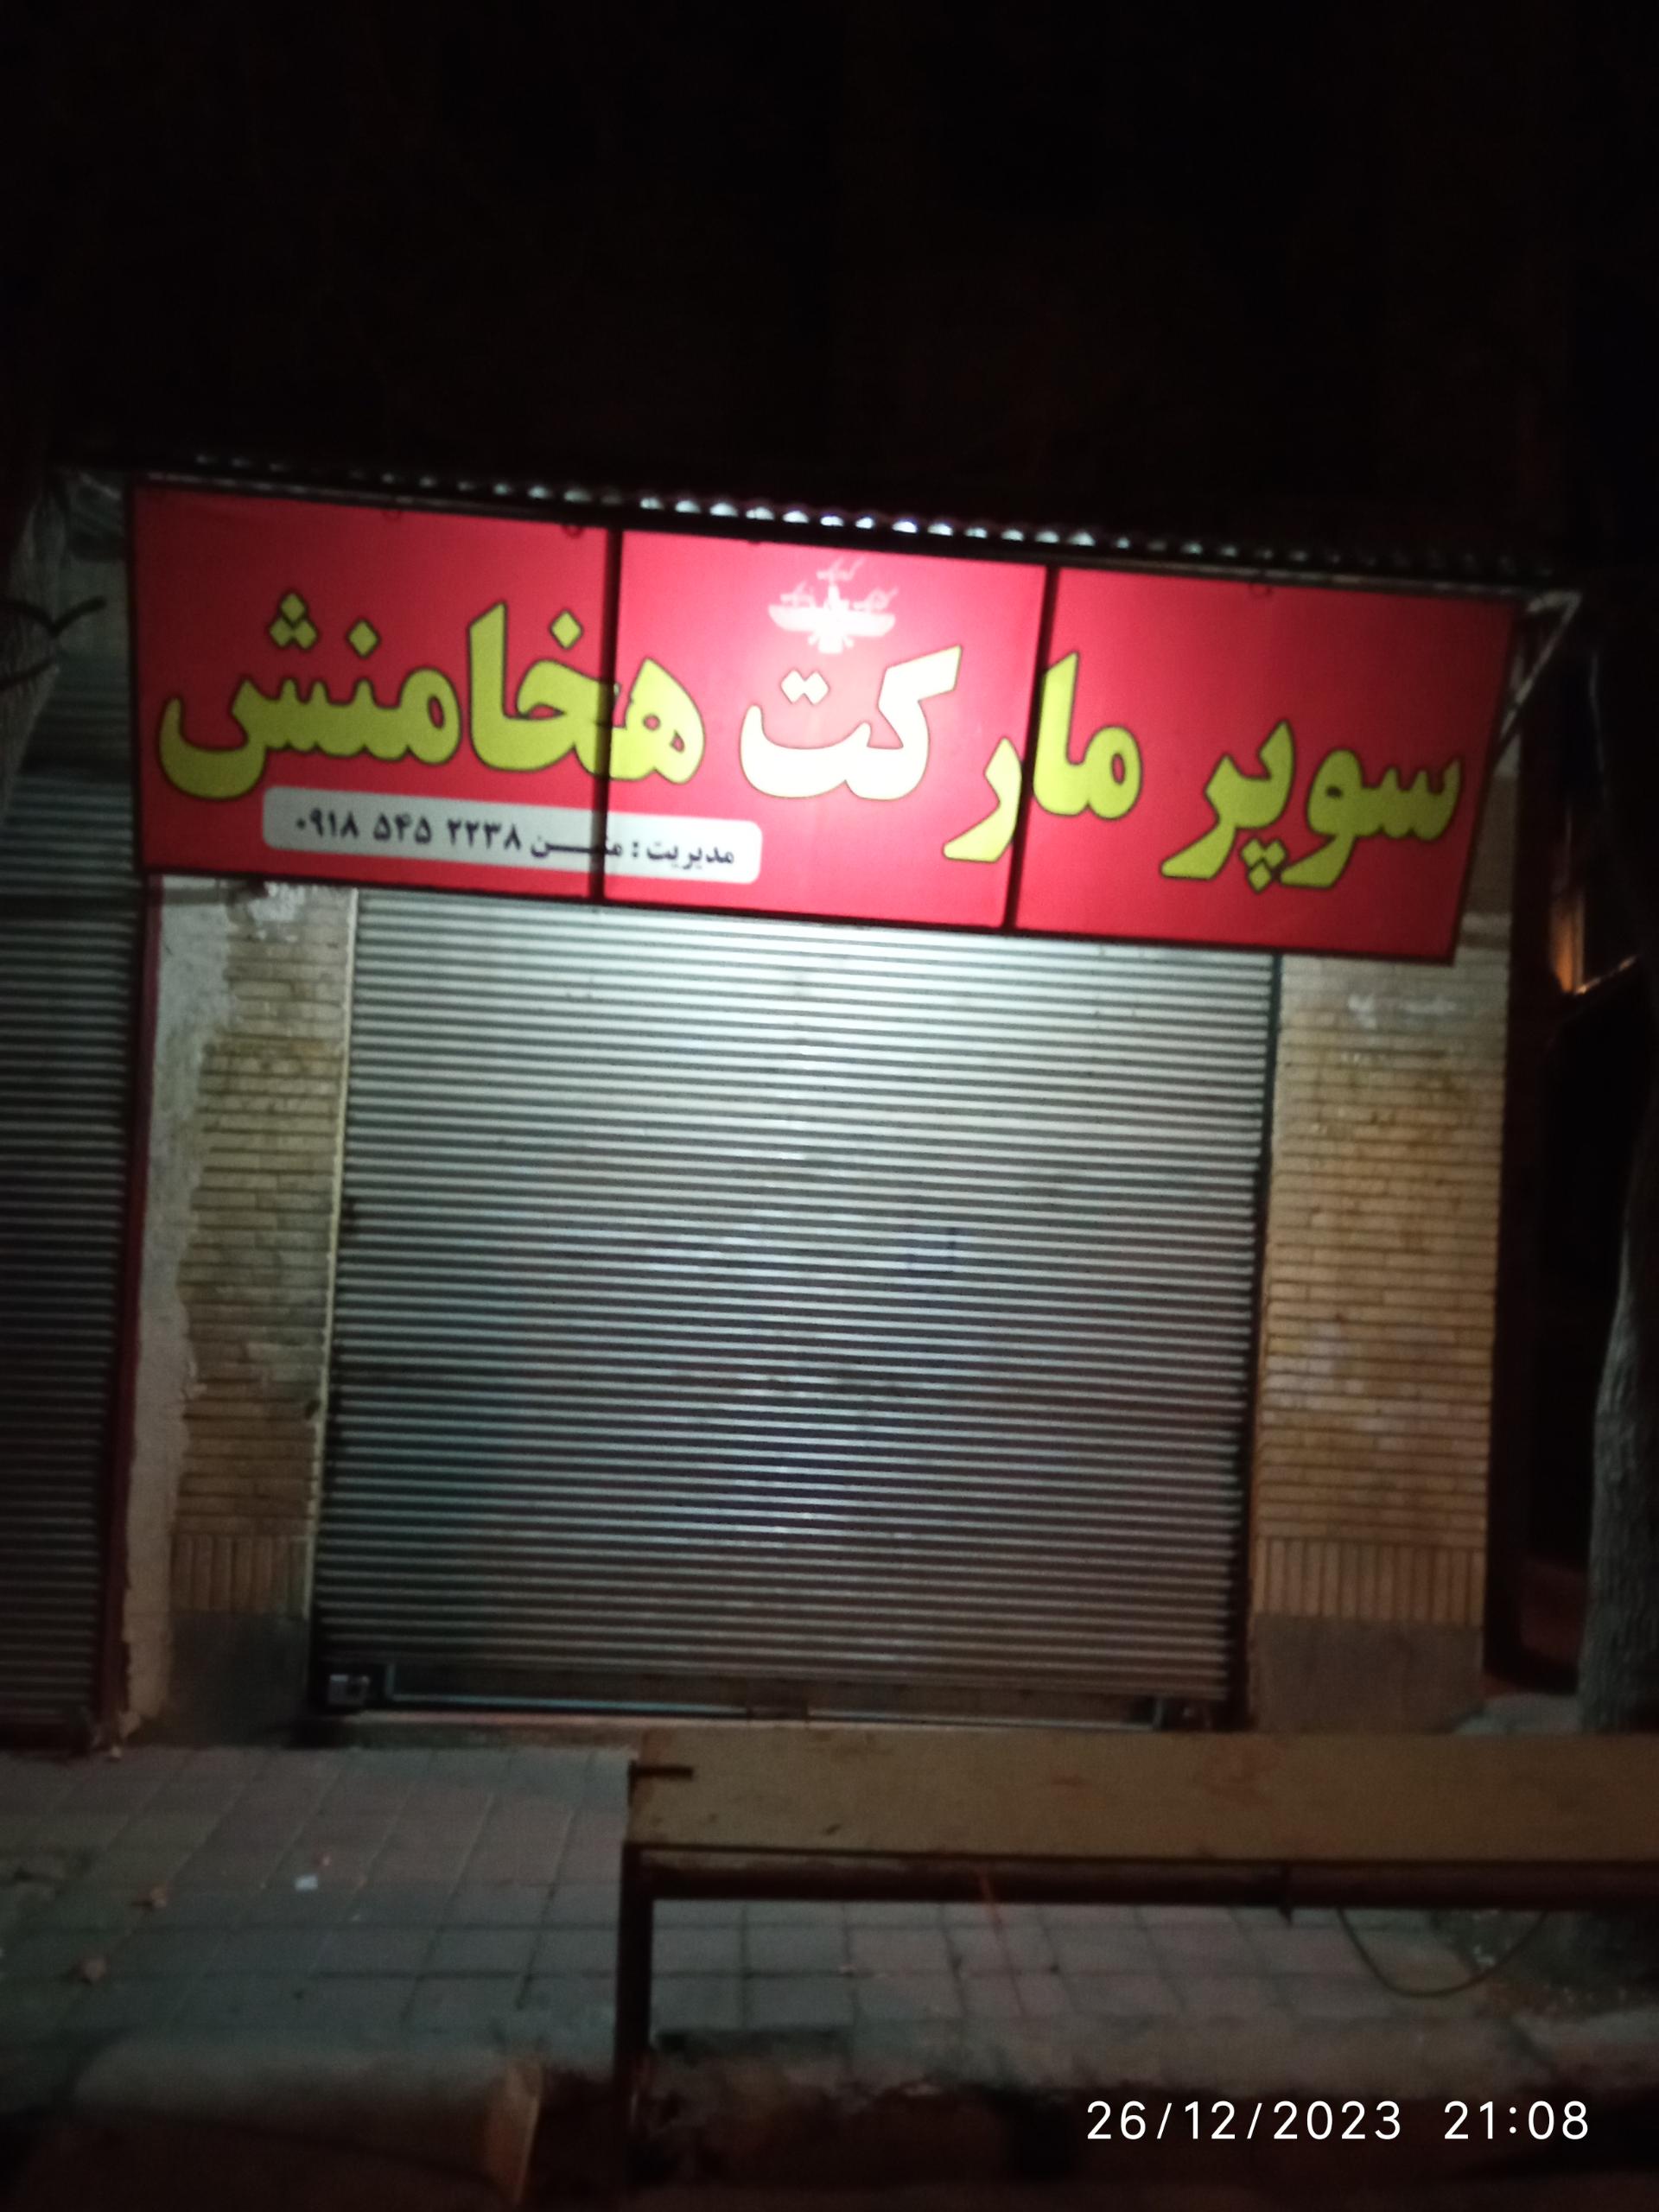 سوپر مارکت هخامنش
مدیریت: ۰۹۱۸ ۵۴۵ ۲۲۳۸
26/12/2023 21:08